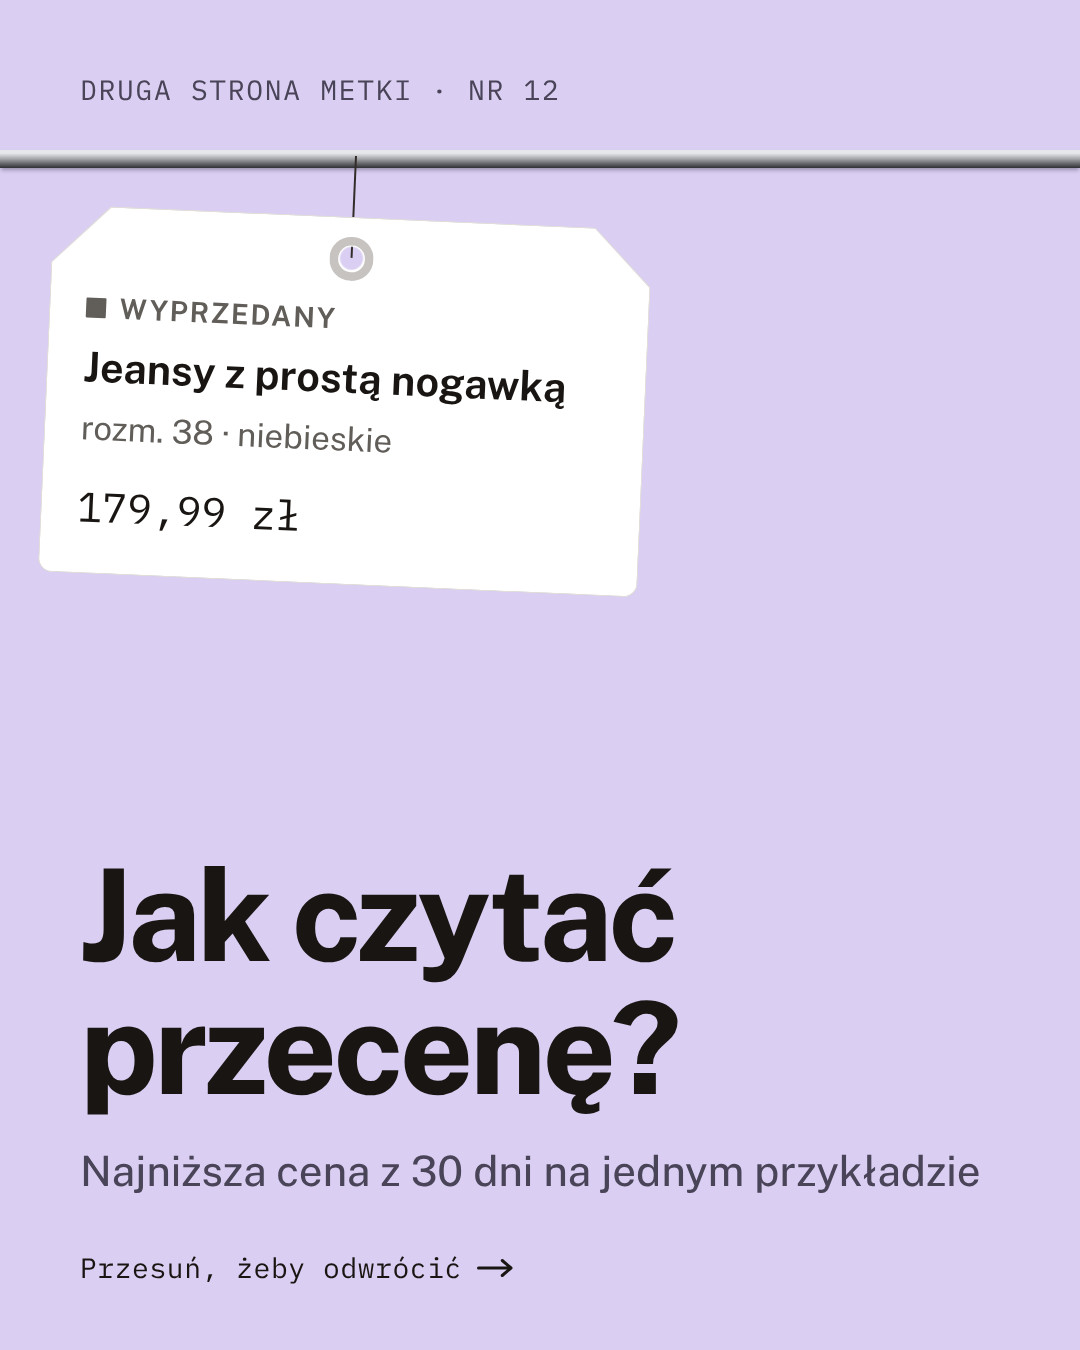 DRUGA STRONA METKI · NR 12
WYPRZEDANY
Jeansy z prostą nogawką
rozm. 38 · niebieskie
179,99 zł
Jak czytać
przecenę?
Najniższa cena z 30 dni na jednym przykładzie
Przesuń, żeby odwrócić →